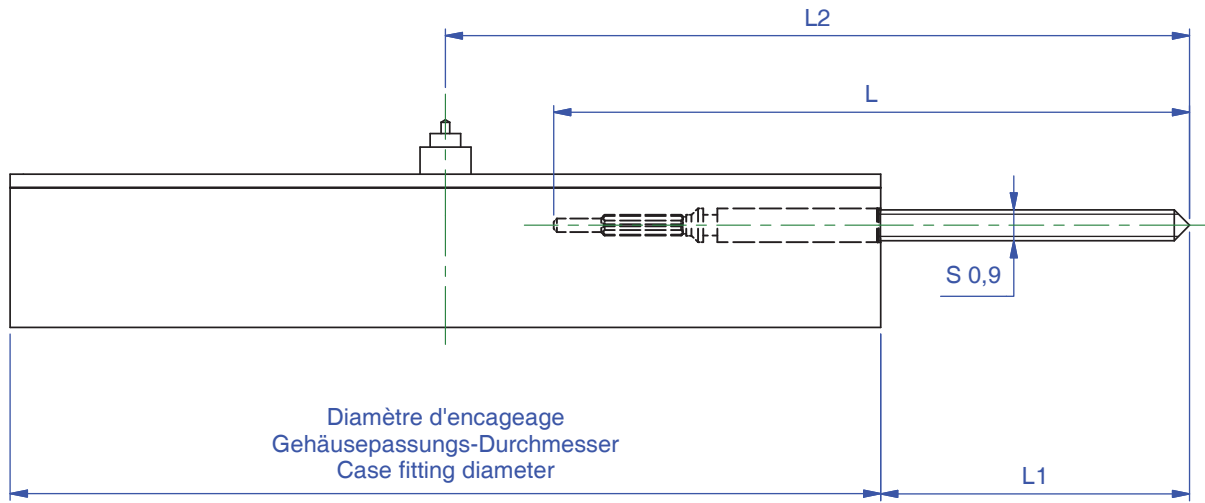 L2
L
S 0,9
Diamètre d'encageage
Gehäusepassungs-Durchmesser
Case fitting diameter
L1